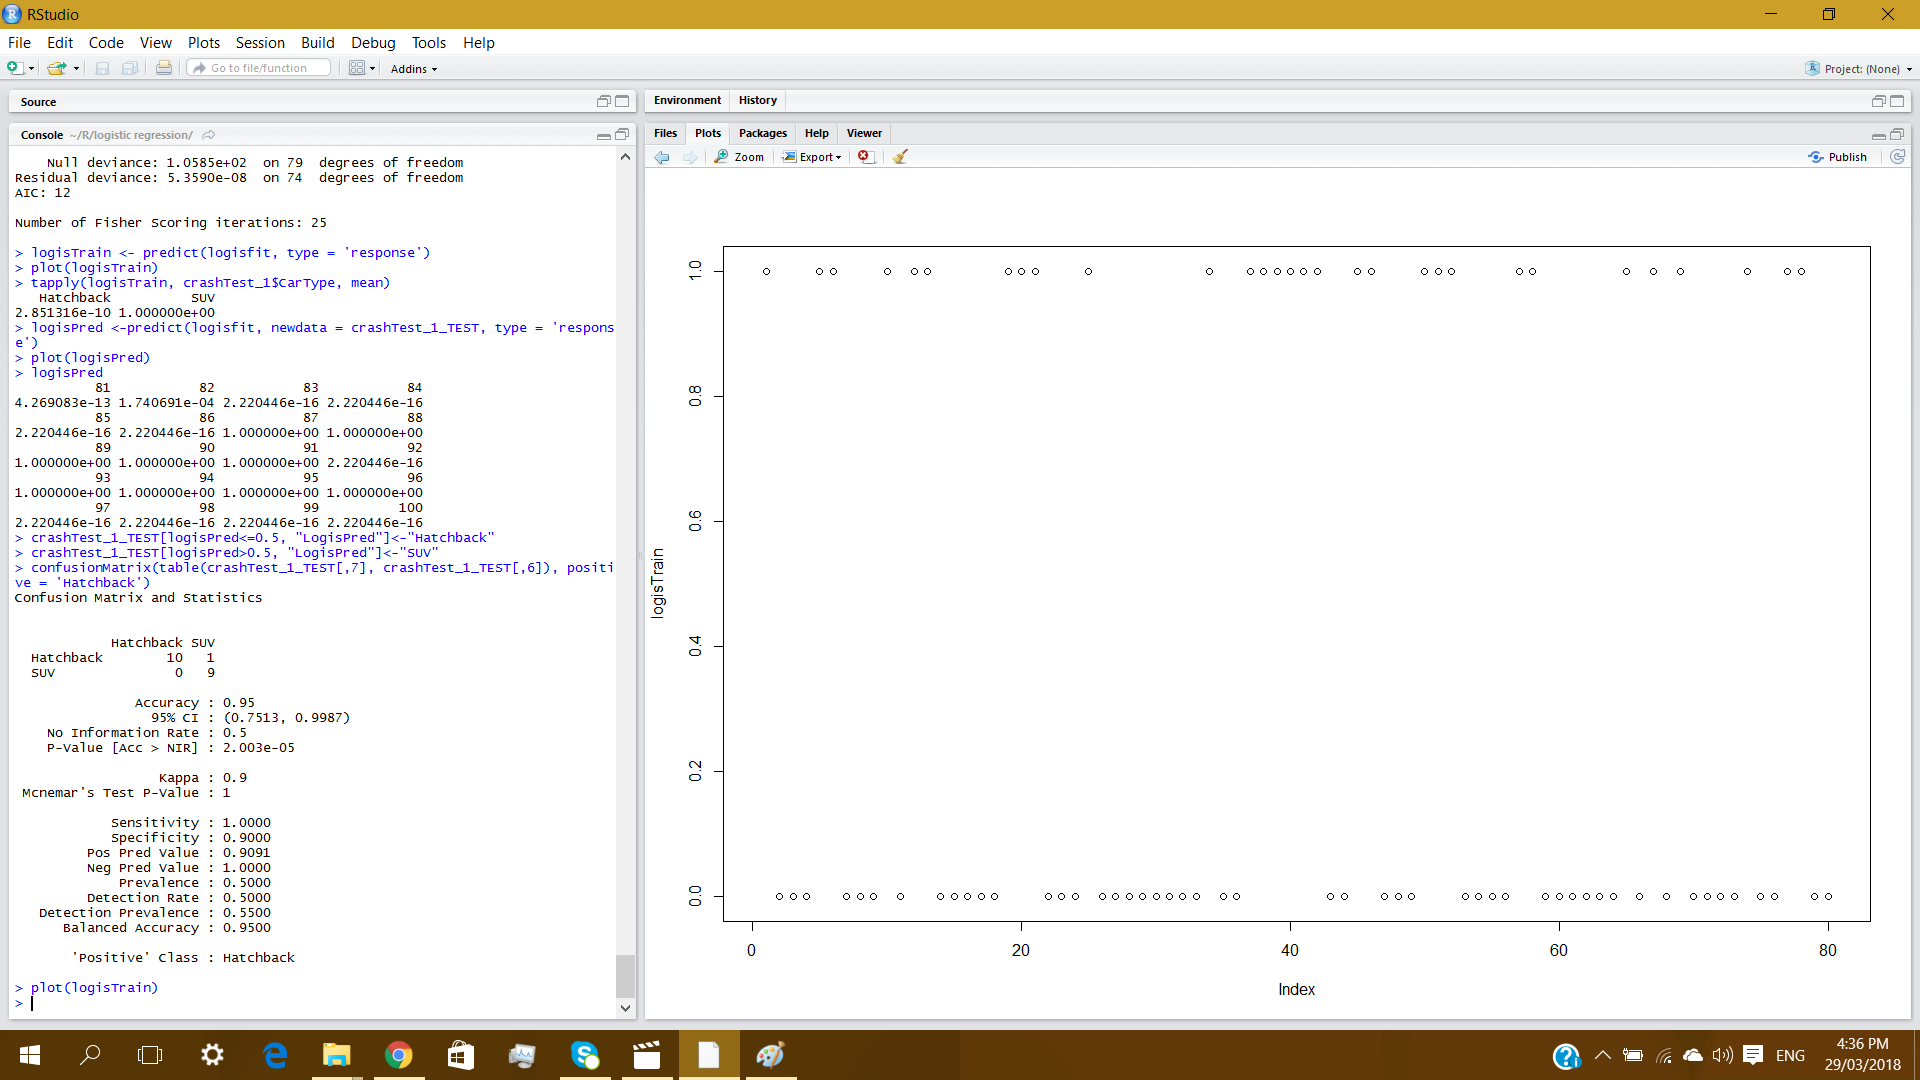 RStudio
File Edit Code View Plots Session Build Debug Tools Help
Go to file/function Addins Project: (None)
Source
Console ~/R/logistic regression/
    Null deviance: 1.0585e+02  on 79  degrees of freedom
Residual deviance: 5.3590e-08  on 74  degrees of freedom
AIC: 12
Number of Fisher Scoring iterations: 25
> logisTrain <- predict(logisfit, type = 'response')
> plot(logisTrain)
> tapply(logisTrain, crashTest_1$CarType, mean)
   Hatchback          SUV
2.851316e-10 1.000000e+00
> logisPred <-predict(logisfit, newdata = crashTest_1_TEST, type = 'respons
e')
> plot(logisPred)
> logisPred
          81           82           83           84
4.269083e-13 1.740691e-04 2.220446e-16 2.220446e-16
          85           86           87           88
2.220446e-16 2.220446e-16 1.000000e+00 1.000000e+00
          89           90           91           92
1.000000e+00 1.000000e+00 1.000000e+00 2.220446e-16
          93           94           95           96
1.000000e+00 1.000000e+00 1.000000e+00 1.000000e+00
          97           98           99          100
2.220446e-16 2.220446e-16 2.220446e-16 2.220446e-16
> crashTest_1_TEST[logisPred<=0.5, "LogisPred"]<-"Hatchback"
> crashTest_1_TEST[logisPred>0.5, "LogisPred"]<-"SUV"
> confusionMatrix(table(crashTest_1_TEST[,7], crashTest_1_TEST[,6]), positi
ve = 'Hatchback')
Confusion Matrix and Statistics
            Hatchback SUV
  Hatchback        10   1
  SUV               0   9
               Accuracy : 0.95
                 95% CI : (0.7513, 0.9987)
    No Information Rate : 0.5
    P-Value [Acc > NIR] : 2.003e-05
                  Kappa : 0.9
 Mcnemar's Test P-Value : 1
            Sensitivity : 1.0000
            Specificity : 0.9000
         Pos Pred Value : 0.9091
         Neg Pred Value : 1.0000
             Prevalence : 0.5000
         Detection Rate : 0.5000
   Detection Prevalence : 0.5500
      Balanced Accuracy : 0.9500
       'Positive' Class : Hatchback
> plot(logisTrain)
>
Environment History
Files Plots Packages Help Viewer
Zoom Export Publish
1.0
0.8
0.6
0.4
0.2
0.0
logisTrain
0 20 40 60 80
Index
ENG
4:36 PM
29/03/2018